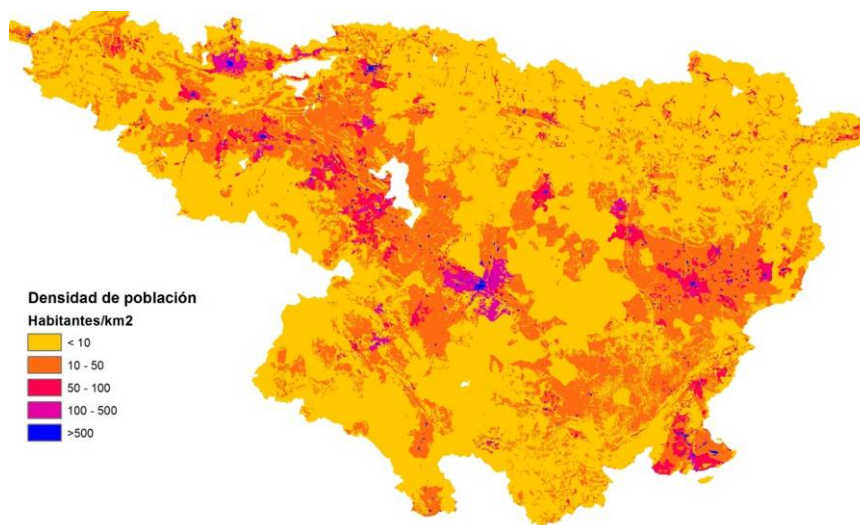 Densidad de población
Habitantes/km2
< 10
10 - 50
50 - 100
100 - 500
>500